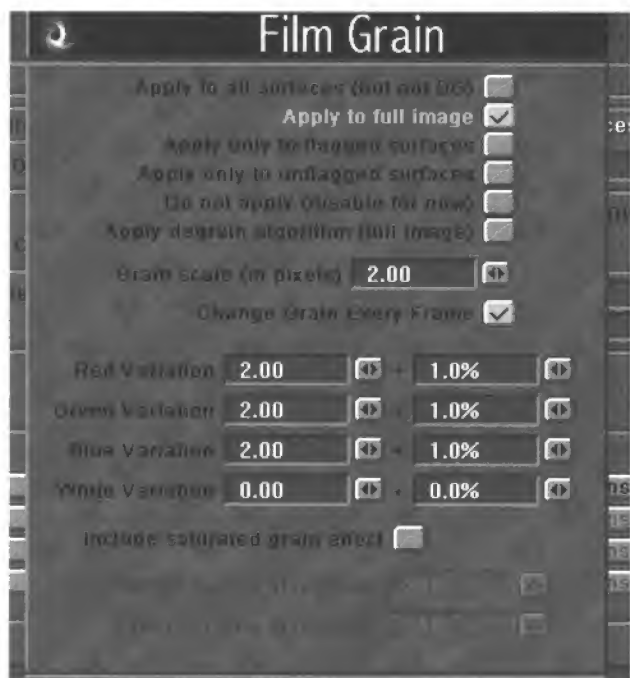 Film Grain
Apply to all surfaces (but not BG)
Apply to full image
Apply only to flagged surfaces
Apply only to unflagged surfaces
Do not apply (disable for now)
Apply degrain algorithm (full image)
Grain scale (in pixels) 2.00
Change Grain Every Frame
Red Variation 2.00 + 1.0%
Green Variation 2.00 + 1.0%
Blue Variation 2.00 + 1.0%
White Variation 0.00 + 0.0%
Include saturated grain effect